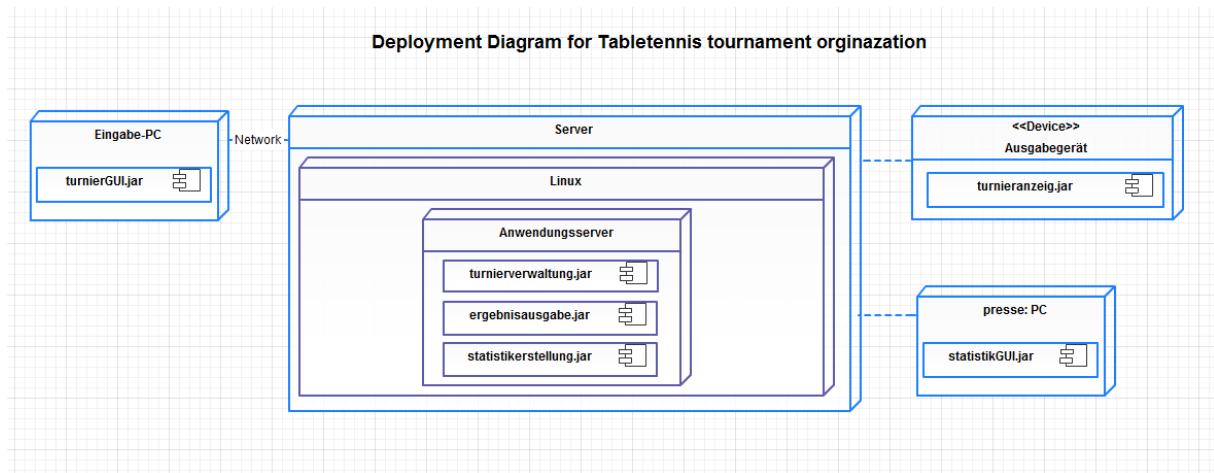 Deployment Diagram for Tabletennis tournament orginazation
Eingabe-PC
turnierGUI.jar
Network
Server
Linux
Anwendungsserver
turnierverwaltung.jar
ergebnisausgabe.jar
statistikerstellung.jar
<<Device>>
Ausgabegerät
turnieranzeig.jar
presse: PC
statistikGUI.jar